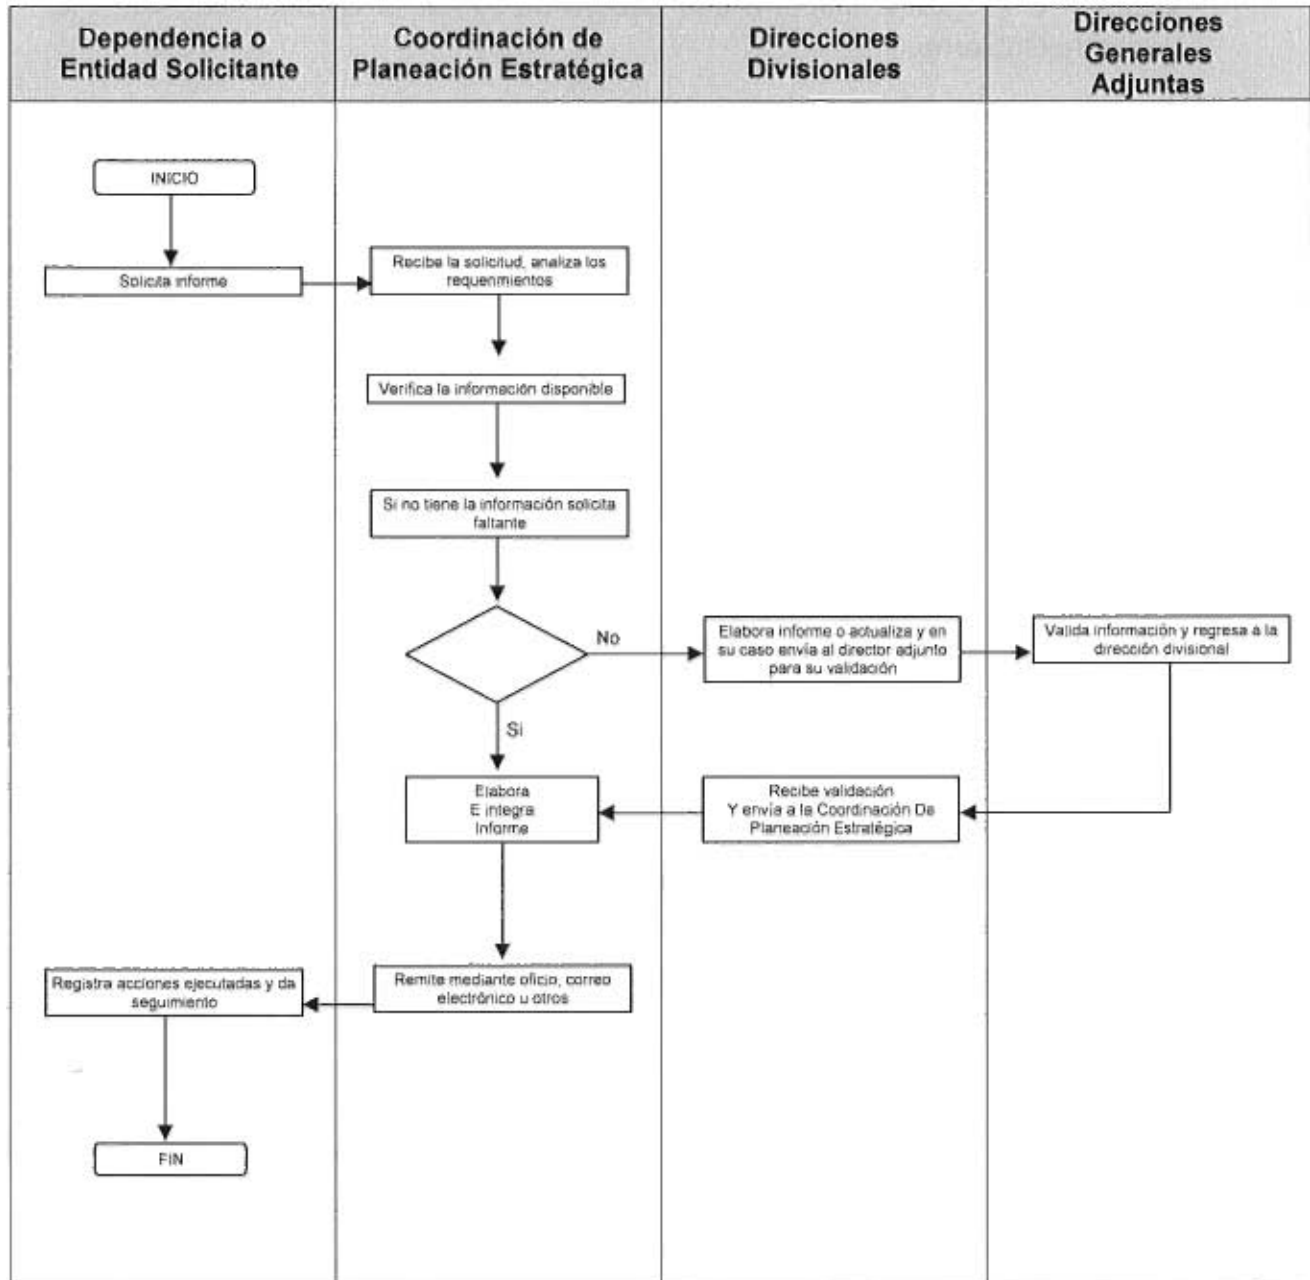 Dependencia o
Entidad Solicitante
Coordinación de
Planeación Estratégica
Direcciones
Divisionales
Direcciones
Generales
Adjuntas
INICIO
Solicita informe
Recibe la solicitud, analiza los
requerimientos
Verifica la información disponible
Si no tiene la información solicita
faltante
No
Elabora informe o actualiza y en
su caso envía al director adjunto
para su validación
Valida información y regresa a la
dirección divisional
Si
Elabora
E integra
Informe
Recibe validación
Y envía a la Coordinación De
Planeación Estratégica
Registra acciones ejecutadas y da
seguimiento
Remite mediante oficio, correo
electrónico u otros
FIN